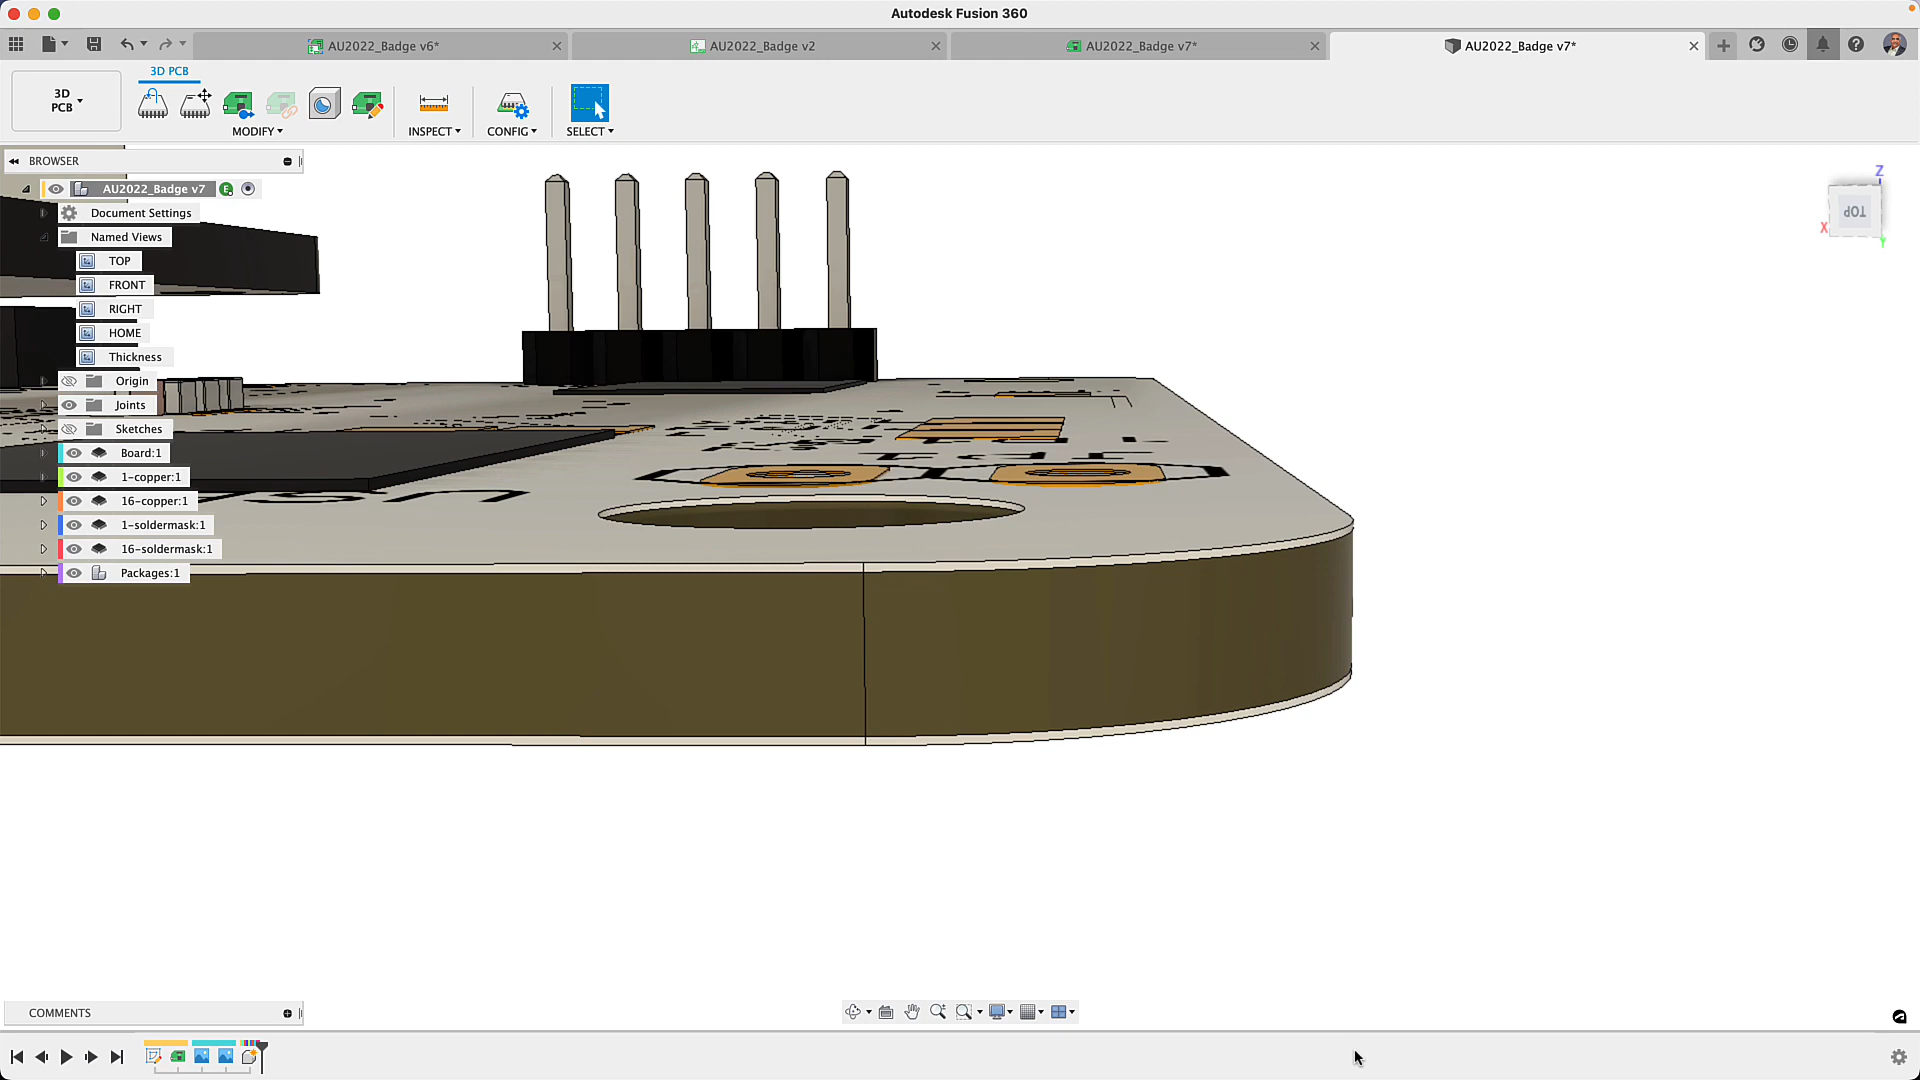 Autodesk Fusion 360
AU2022_Badge v6*
AU2022_Badge v2
AU2022_Badge v7*
AU2022_Badge v7*
3D PCB
3D
PCB
MODIFY
INSPECT
CONFIG
SELECT
BROWSER
AU2022_Badge v7
Document Settings
Named Views
TOP
FRONT
RIGHT
HOME
Thickness
Origin
Joints
Sketches
Board:1
1-copper:1
16-copper:1
1-soldermask:1
16-soldermask:1
Packages:1
Z
TOP
X
Y
COMMENTS